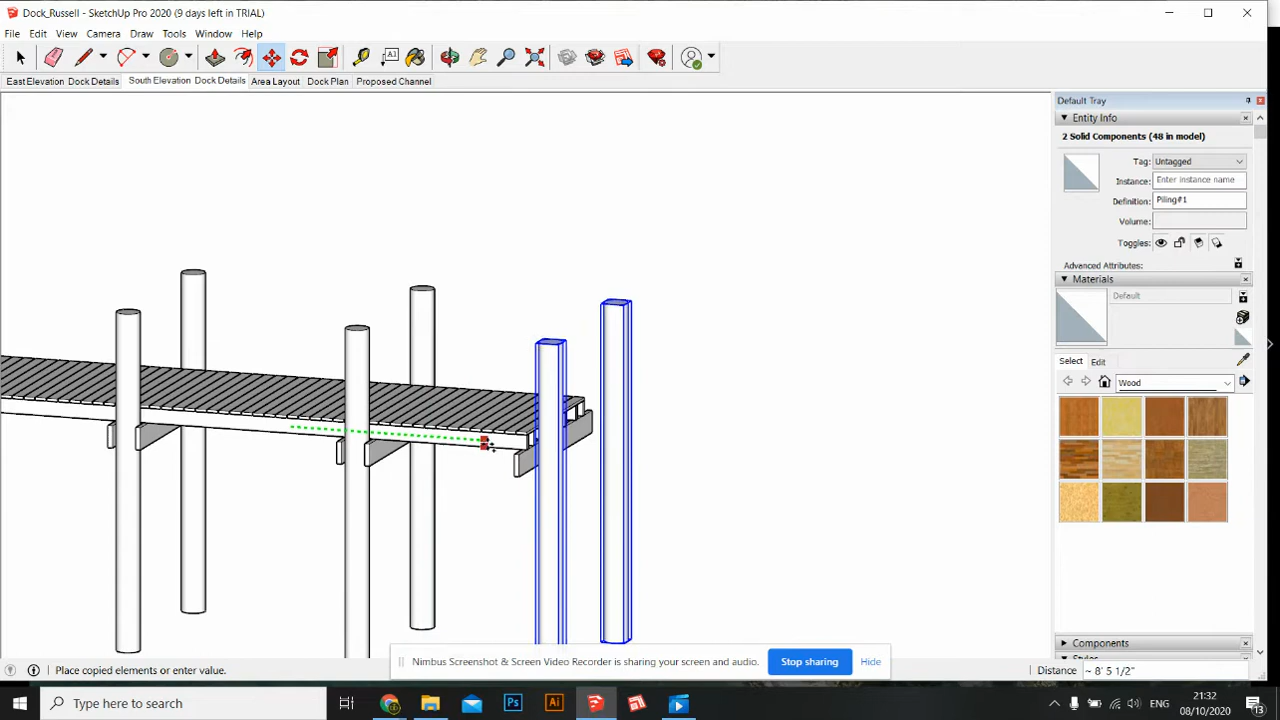 Dock_Russell - SketchUp Pro 2020 (9 days left in TRIAL)
File Edit View Camera Draw Tools Window Help
East Elevation Dock Details South Elevation Dock Details Area Layout Dock Plan Proposed Channel
Default Tray
Entity Info
2 Solid Components (48 in model)
Tag: Untagged
Instance: Enter instance name
Definition: Piling#1
Volume:
Toggles:
Advanced Attributes:
Materials
Default
Select Edit
Wood
Components
Styles
Place copied elements or enter value.
Nimbus Screenshot & Screen Video Recorder is sharing your screen and audio.
Stop sharing
Hide
Distance ~ 8' 5 1/2"
Type here to search
Ps
Ai
ENG
21:32
08/10/2020
13